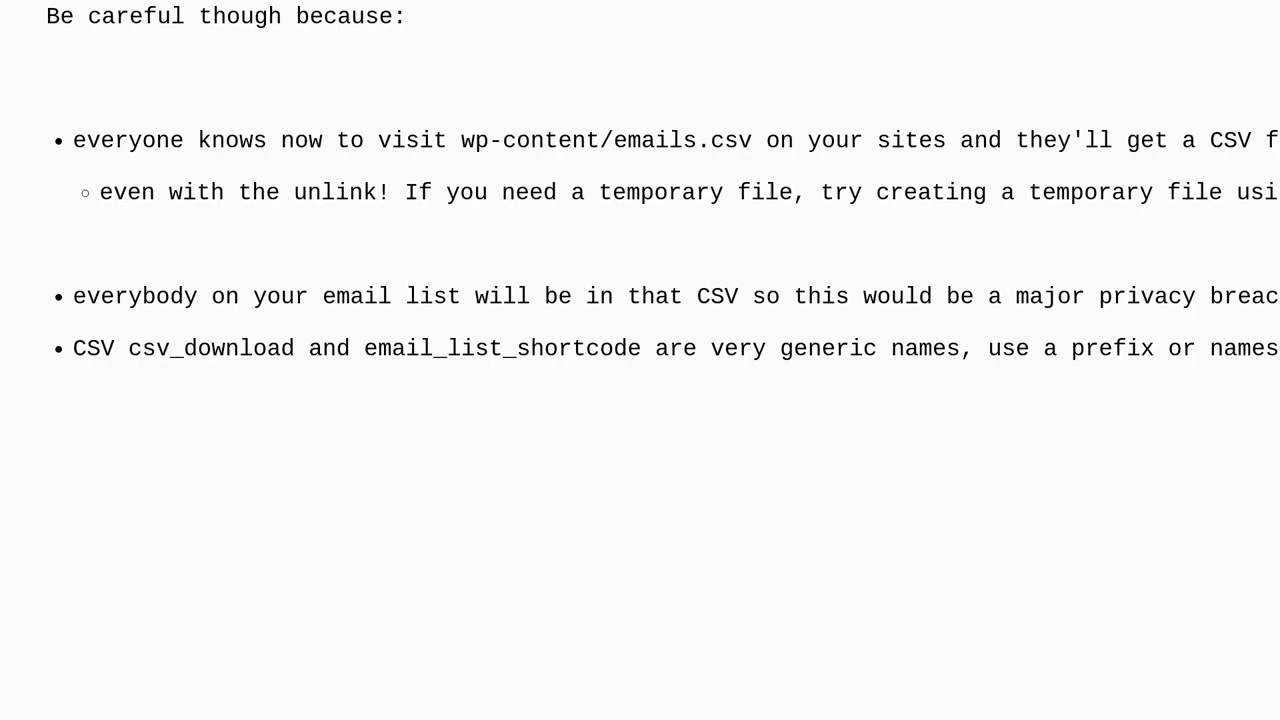 Be careful though because:
everyone knows now to visit wp-content/emails.csv on your sites and they'll get a CSV
even with the unlink! If you need a temporary file, try creating a temporary file
everybody on your email list will be in that CSV so this would be a major privacy
CSV csv_download and email_list_shortcode are very generic names, use a prefix or